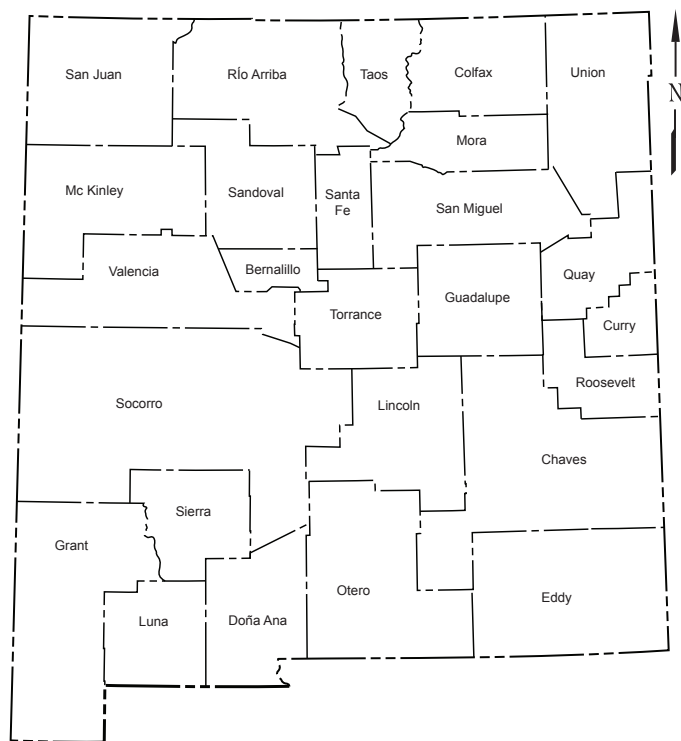 San Juan
RÍo Arriba
Taos
Colfax
Union
N
Mora
Mc Kinley
Sandoval
Santa
Fe
San Miguel
Valencia
Bernalillo
Quay
Torrance
Guadalupe
Curry
Roosevelt
Socorro
Lincoln
Chaves
Sierra
Grant
Otero
Eddy
Luna
Doña Ana